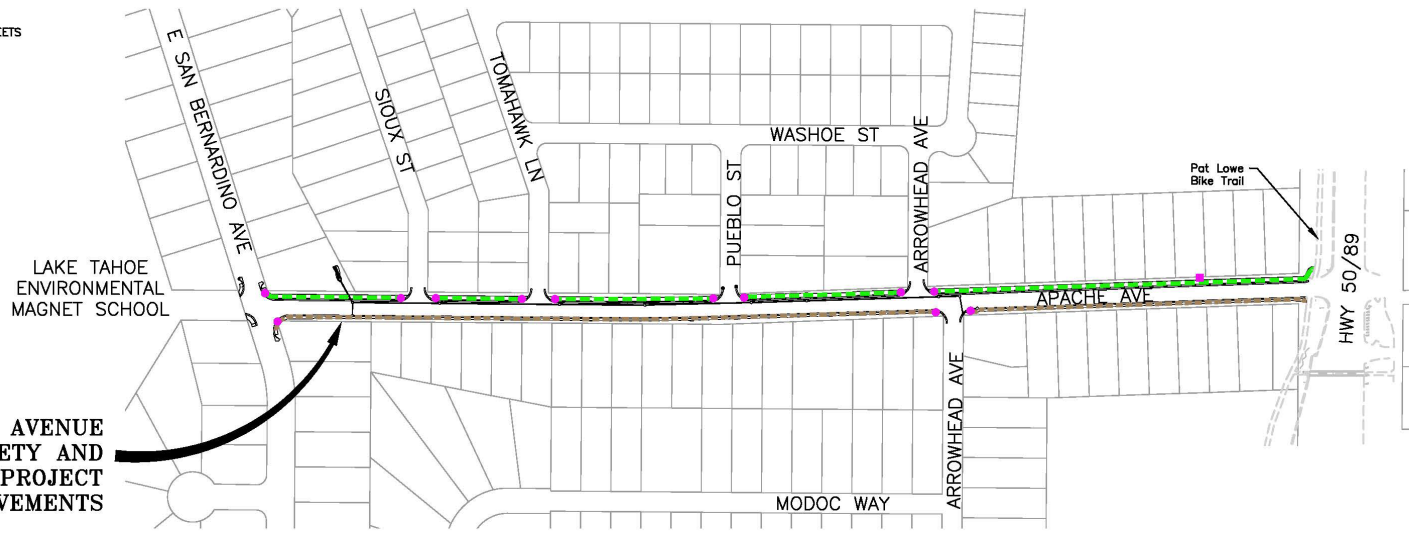 E SAN BERNARDINO AVE
SIOUX ST
TOMAHAWK LN
WASHOE ST
PUEBLO ST
ARROWHEAD AVE
Pat Lowe
Bike Trail
HWY 50/89
LAKE TAHOE
ENVIRONMENTAL
MAGNET SCHOOL
APACHE AVE
ARROWHEAD AVE
AVENUE
ETY AND
PROJECT
VEMENTS
MODOC WAY